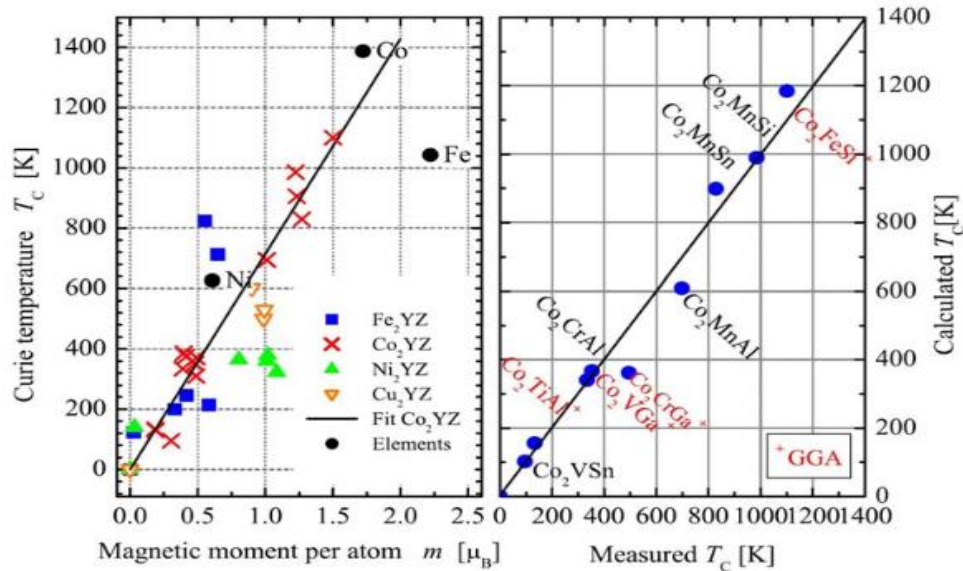 1400
1200
1000
800
600
400
200
0
Curie temperature T_C [K]
Co
Fe
Ni
Fe₂YZ
Co₂YZ
Ni₂YZ
Cu₂YZ
Fit Co₂YZ
Elements
0.0 0.5 1.0 1.5 2.0 2.5
Magnetic moment per atom m [μ_B]
Co₂FeSi⁺
Co₂MnSi
Co₂MnSn
Co₂MnAl
Co₂CrAl
Co₂CrGa⁺
Co₂VGa⁺
Co₂TiAl⁺
Co₂VSn
⁺GGA
1400
1200
1000
800
600
400
200
0
Calculated T_C[K]
0 200 400 600 800 1000 1200 1400
Measured T_C [K]